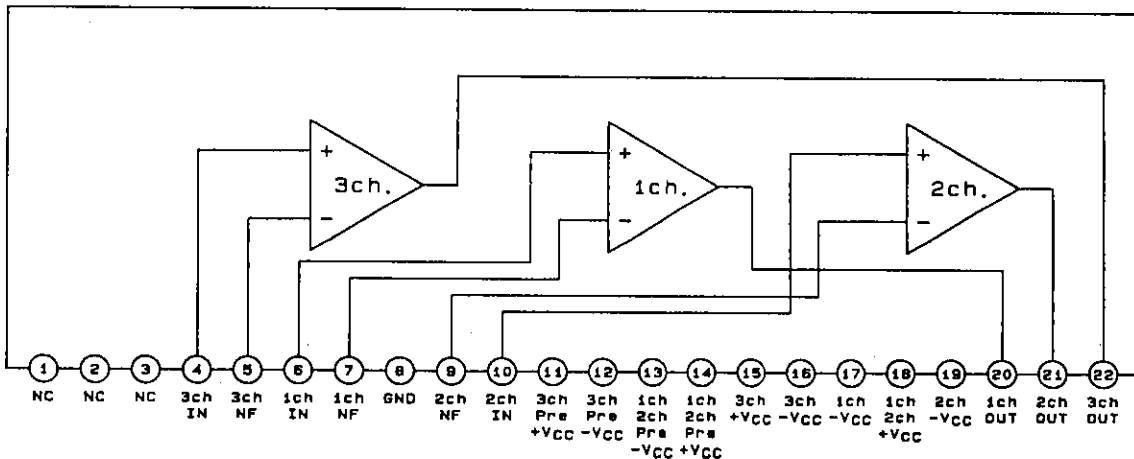 +
3ch.
−
+
1ch.
−
+
2ch.
−
1
2
3
4
5
6
7
8
9
10
11
12
13
14
15
16
17
18
19
20
21
22
NC
NC
NC
3ch
IN
3ch
NF
1ch
IN
1ch
NF
GND
2ch
NF
2ch
IN
3ch
Pre
+VCC
3ch
Pre
-VCC
1ch
2ch
Pre
-VCC
1ch
2ch
Pre
+VCC
3ch
+VCC
3ch
-VCC
1ch
-VCC
1ch
2ch
+VCC
2ch
-VCC
1ch
OUT
2ch
OUT
3ch
OUT